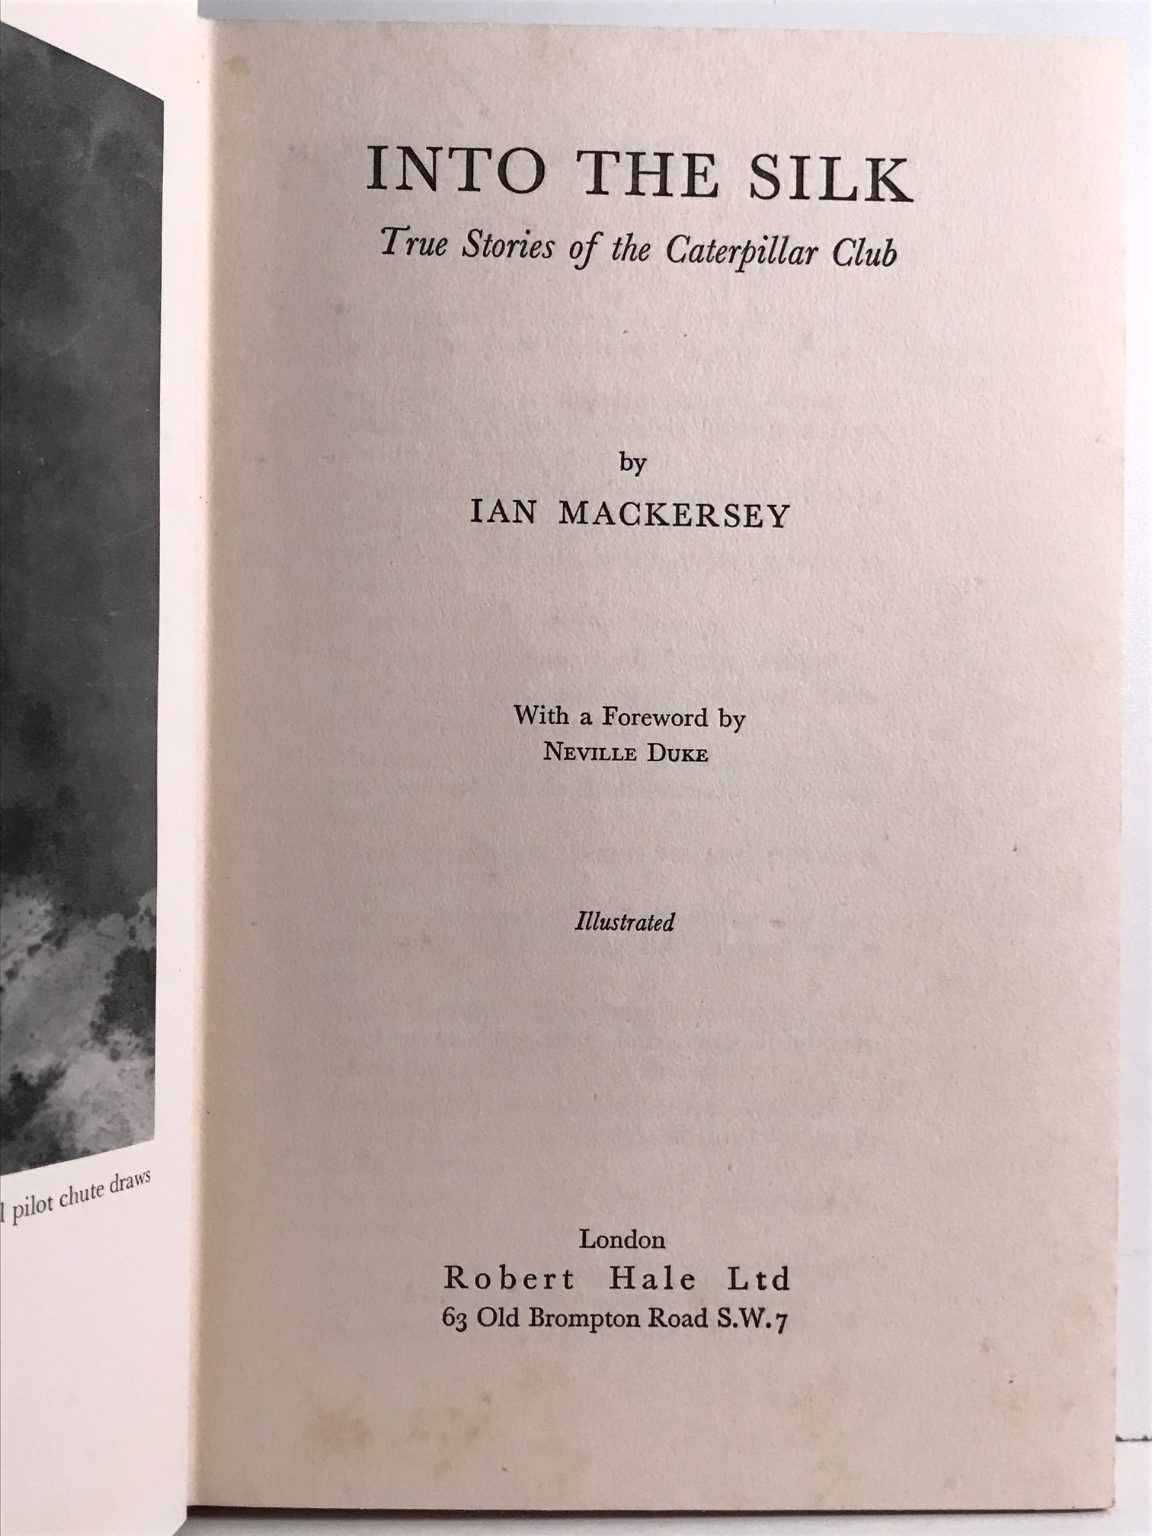 INTO THE SILK
True Stories of the Caterpillar Club
by
IAN MACKERSEY
With a Foreword by
NEVILLE DUKE
Illustrated
London
Robert Hale Ltd
63 Old Brompton Road S.W.7
pilot chute draws